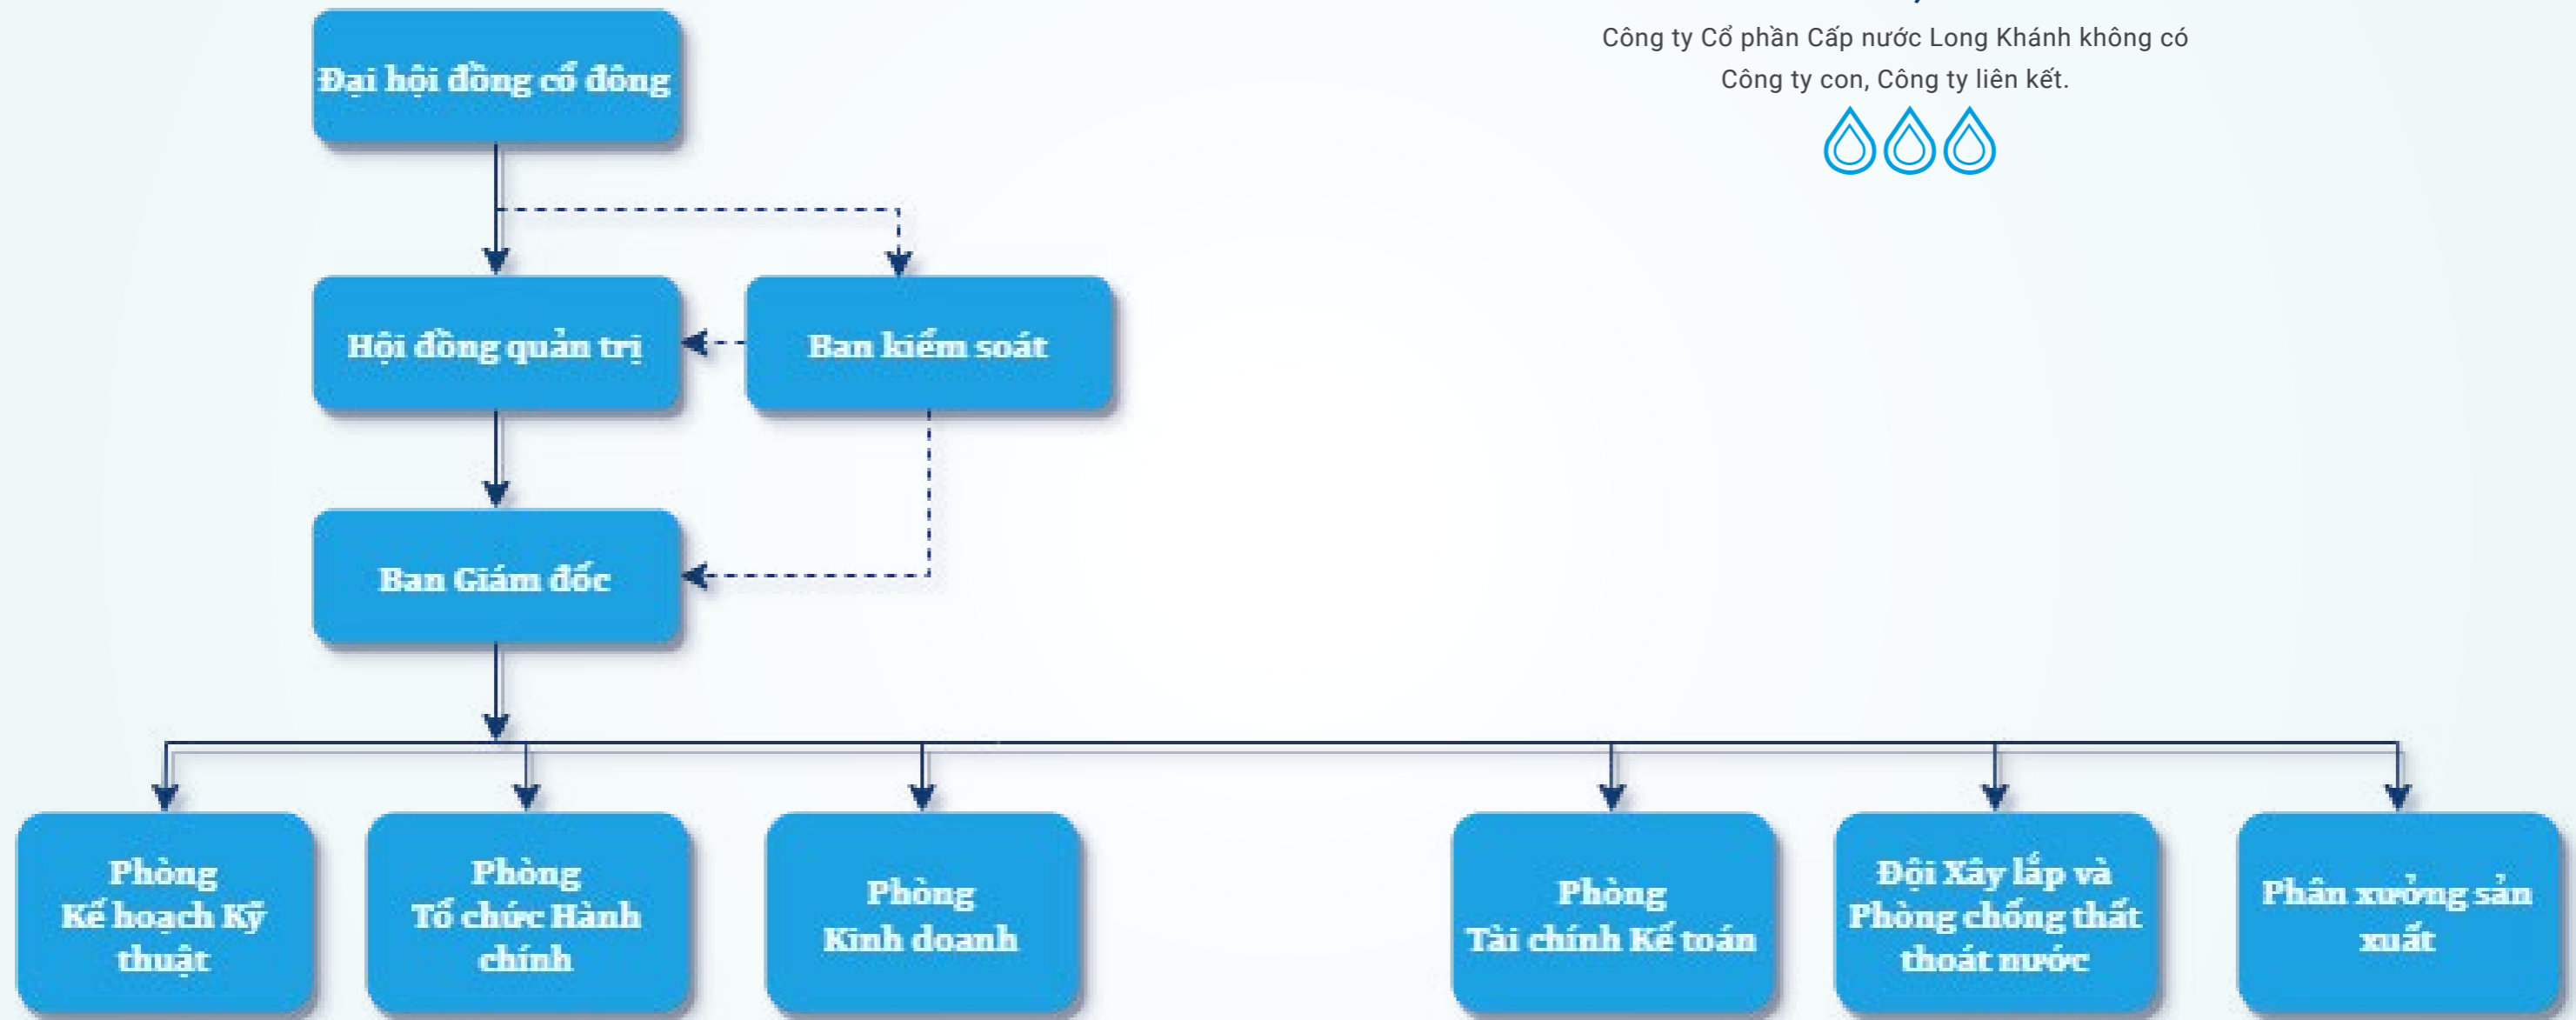 Công ty Cổ phần Cấp nước Long Khánh không có
Công ty con, Công ty liên kết.
Đại hội đồng cổ đông
Hội đồng quản trị
Ban kiểm soát
Ban Giám đốc
Phòng
Kế hoạch Kỹ
thuật
Phòng
Tổ chức Hành
chính
Phòng
Kinh doanh
Phòng
Tài chính Kế toán
Đội Xây lắp và
Phòng chống thất
thoát nước
Phân xưởng sản
xuất